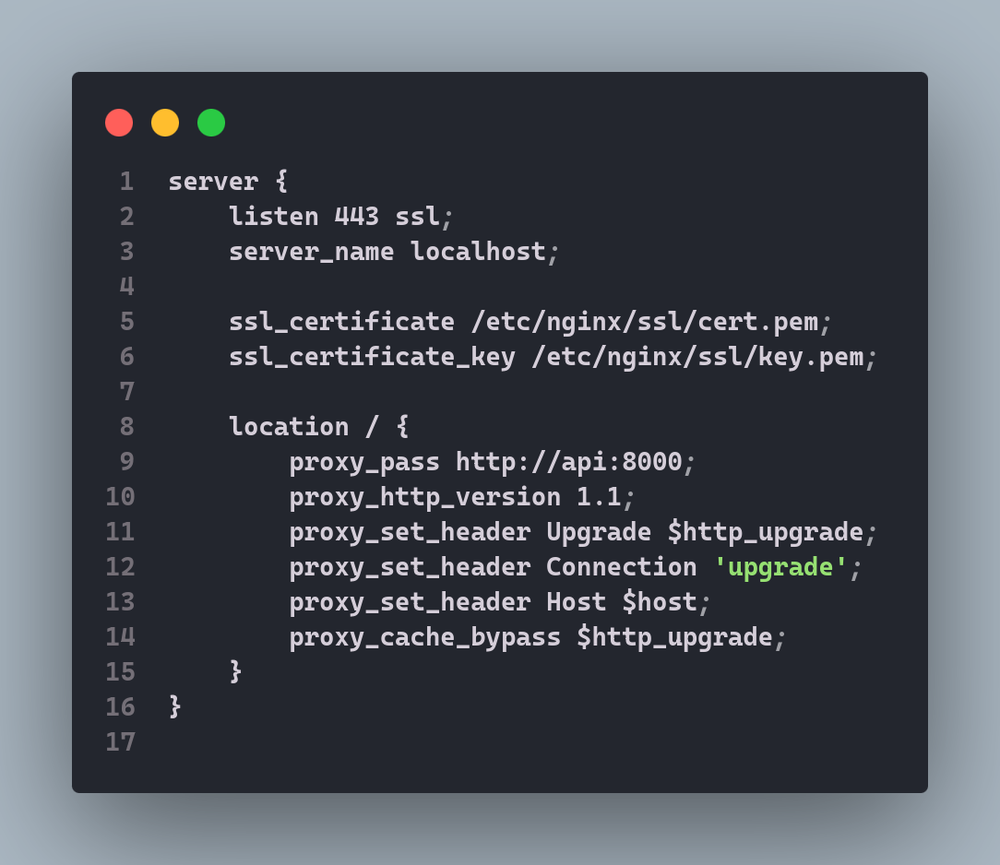 1 server {
2     listen 443 ssl;
3     server_name localhost;
4
5     ssl_certificate /etc/nginx/ssl/cert.pem;
6     ssl_certificate_key /etc/nginx/ssl/key.pem;
7
8     location / {
9         proxy_pass http://api:8000;
10         proxy_http_version 1.1;
11         proxy_set_header Upgrade $http_upgrade;
12         proxy_set_header Connection 'upgrade';
13         proxy_set_header Host $host;
14         proxy_cache_bypass $http_upgrade;
15     }
16 }
17